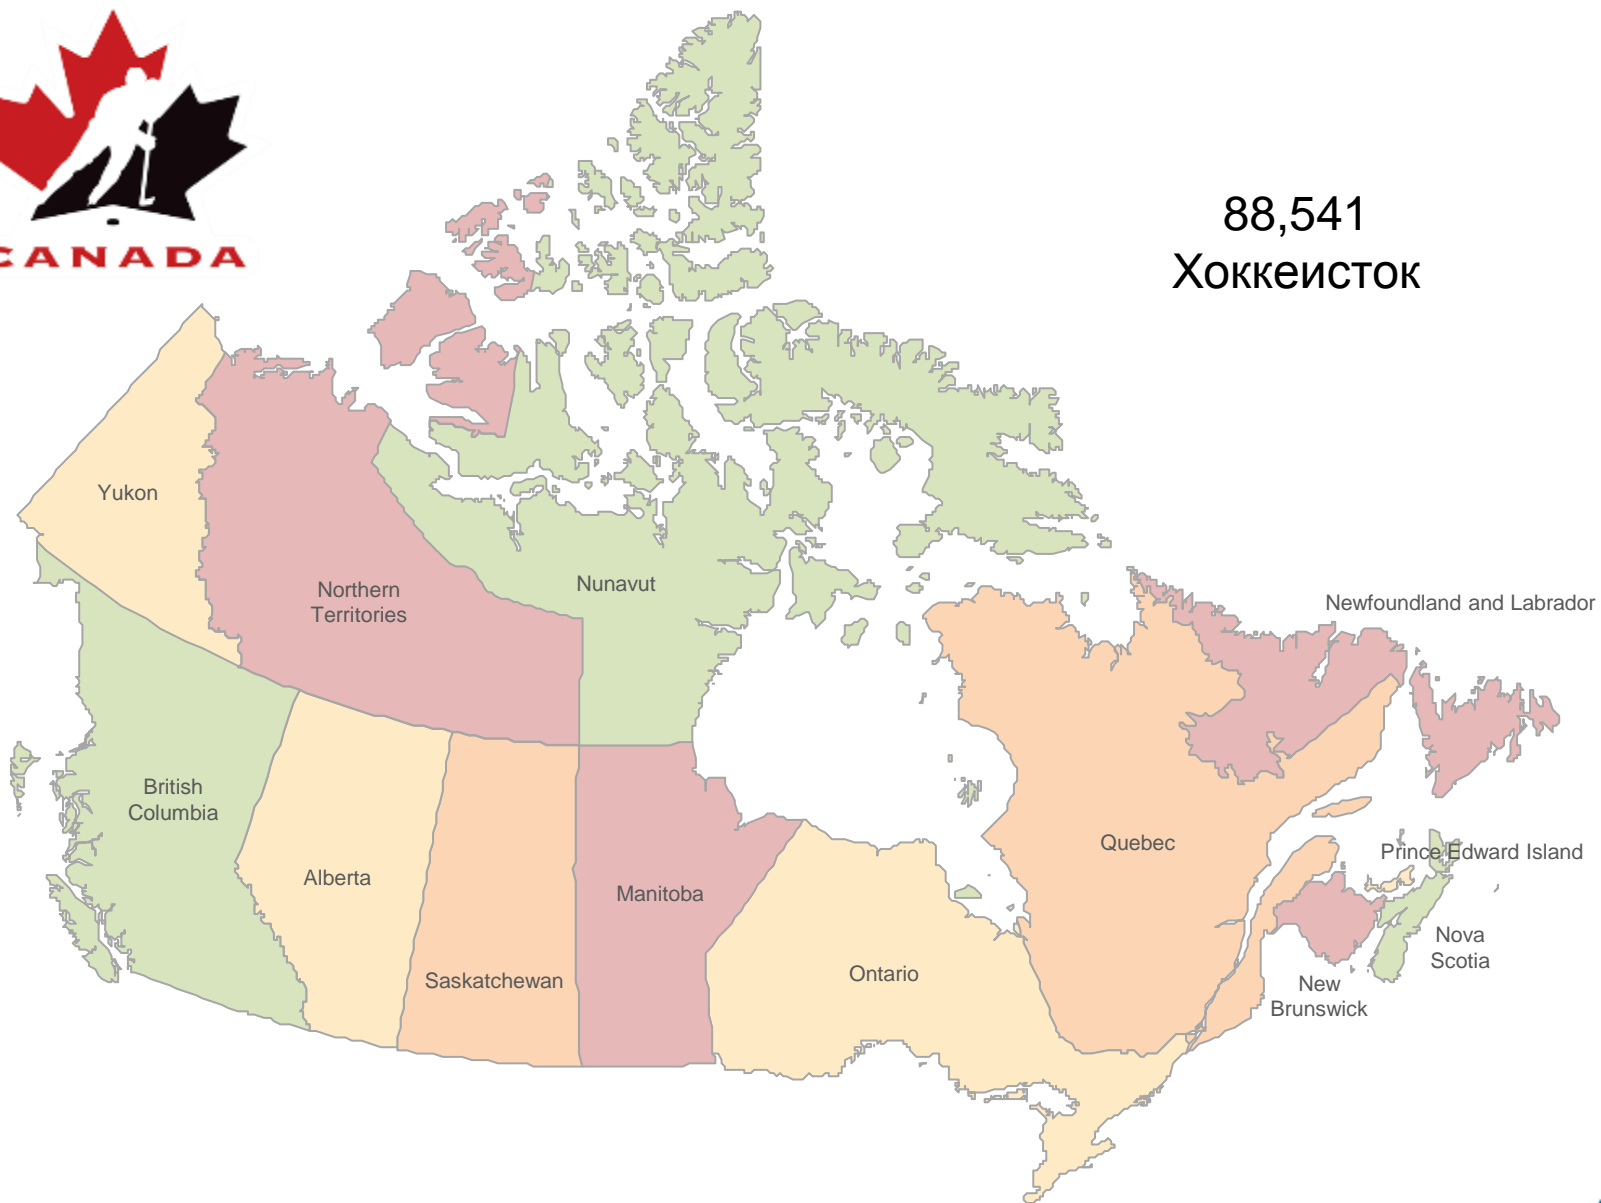 CANADA
88,541
Хоккеисток
Yukon
Northern
Territories
Nunavut
Newfoundland and Labrador
British
Columbia
Alberta
Saskatchewan
Manitoba
Ontario
Quebec
Prince Edward Island
Nova
Scotia
New
Brunswick